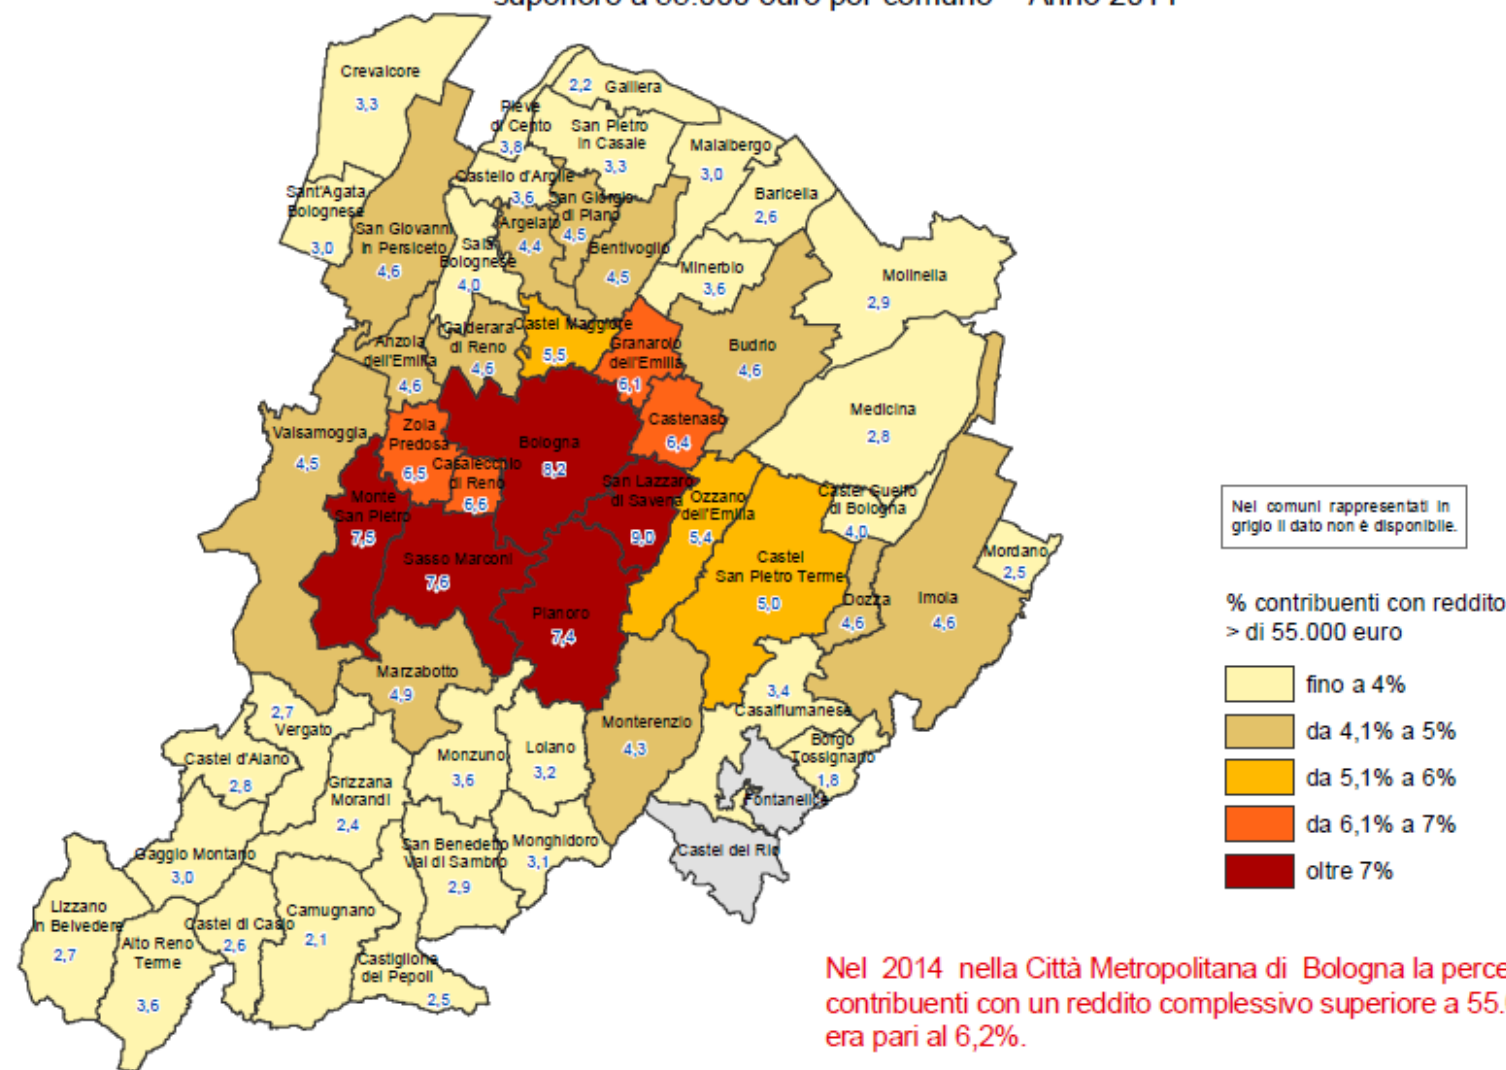 superiore a 55.000 euro per comune - Anno 2014
Crevalcore
3,3
2,2 Galliera
Pieve
di Cento
3,8
San Pietro
in Casale
3,3
Malalbergo
3,0
Baricella
2,6
Sant'Agata
Bolognese
3,0
San Giovanni
in Persiceto
4,6
Castello d'Argile
3,6
San Giorgio
di Piano
4,5
Argelato
4,4
Sala
Bolognese
4,0
Bentivoglio
4,5
Minerbio
3,6
Molinella
2,9
Anzola
dell'Emilia
4,6
Calderara
di Reno
4,6
Castel Maggiore
5,5
Granarolo
dell'Emilia
6,1
Budrio
4,6
Medicina
2,8
Valsamoggia
4,5
Zola
Predosa
6,5
Casalecchio
di Reno
6,6
Bologna
8,2
Castenaso
6,4
Monte
San Pietro
7,5
San Lazzaro
di Savena
9,0
Ozzano
dell'Emilia
5,4
Castel Guelfo
di Bologna
4,0
Sasso Marconi
7,6
Castel
San Pietro Terme
5,0
Mordano
2,5
Pianoro
7,4
Dozza
4,6
Imola
4,6
Marzabotto
4,9
3,4
Casalfiumanese
2,7
Vergato
Monterenzio
4,3
Borgo
Tossignano
1,8
Castel d'Aiano
2,8
Monzuno
3,6
Loiano
3,2
Grizzana
Morandi
2,4
Fontanelice
Castel del Rio
Gaggio Montano
3,0
San Benedetto
Val di Sambro
2,9
Monghidoro
3,1
Lizzano
in Belvedere
2,7
Alto Reno
Terme
3,6
Castel di Casio
2,6
Camugnano
2,1
Castiglione
dei Pepoli
2,5
Nei comuni rappresentati in
grigio il dato non è disponibile.
% contribuenti con reddito
> di 55.000 euro
fino a 4%
da 4,1% a 5%
da 5,1% a 6%
da 6,1% a 7%
oltre 7%
Nel 2014 nella Città Metropolitana di Bologna la perce
contribuenti con un reddito complessivo superiore a 55.
era pari al 6,2%.